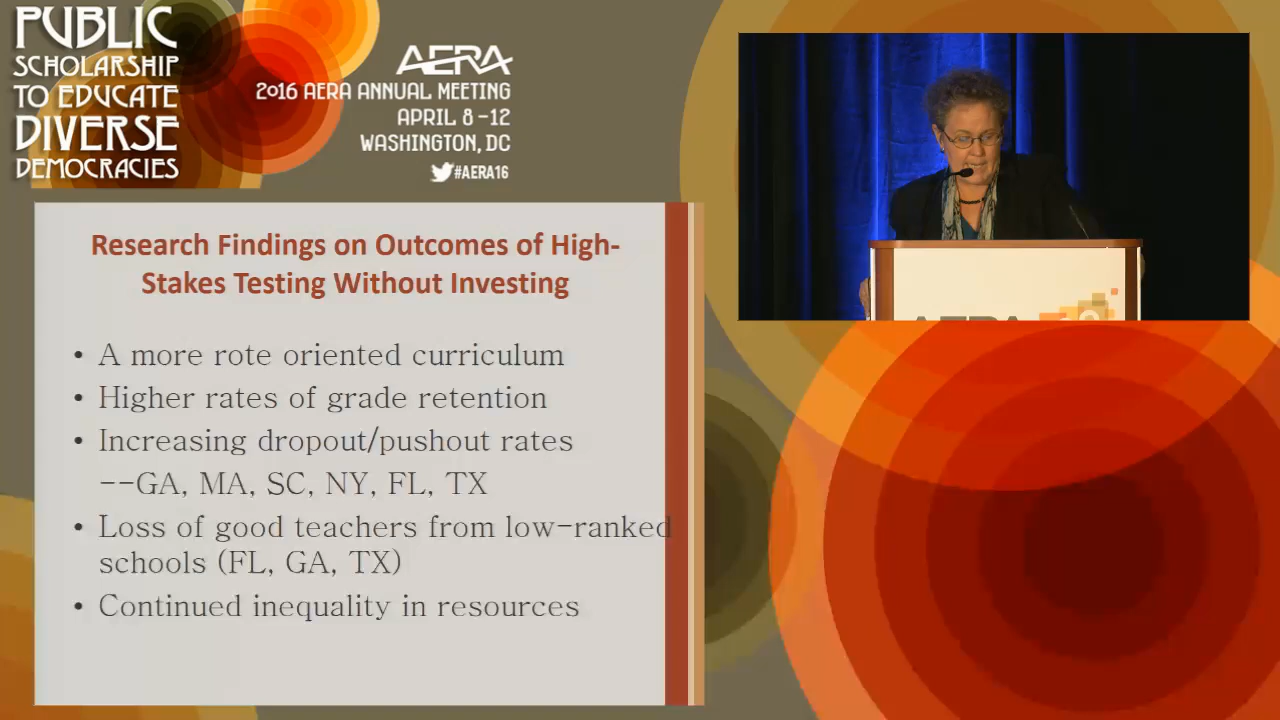 PUBLIC
SCHOLARSHIP
TO EDUCATE
DIVERSE
DEMOCRACIES
AERA
2016 AERA ANNUAL MEETING
APRIL 8-12
WASHINGTON, DC
#AERA16
Research Findings on Outcomes of High-
Stakes Testing Without Investing
• A more rote oriented curriculum
• Higher rates of grade retention
• Increasing dropout/pushout rates
--GA, MA, SC, NY, FL, TX
• Loss of good teachers from low-ranked
schools (FL, GA, TX)
• Continued inequality in resources